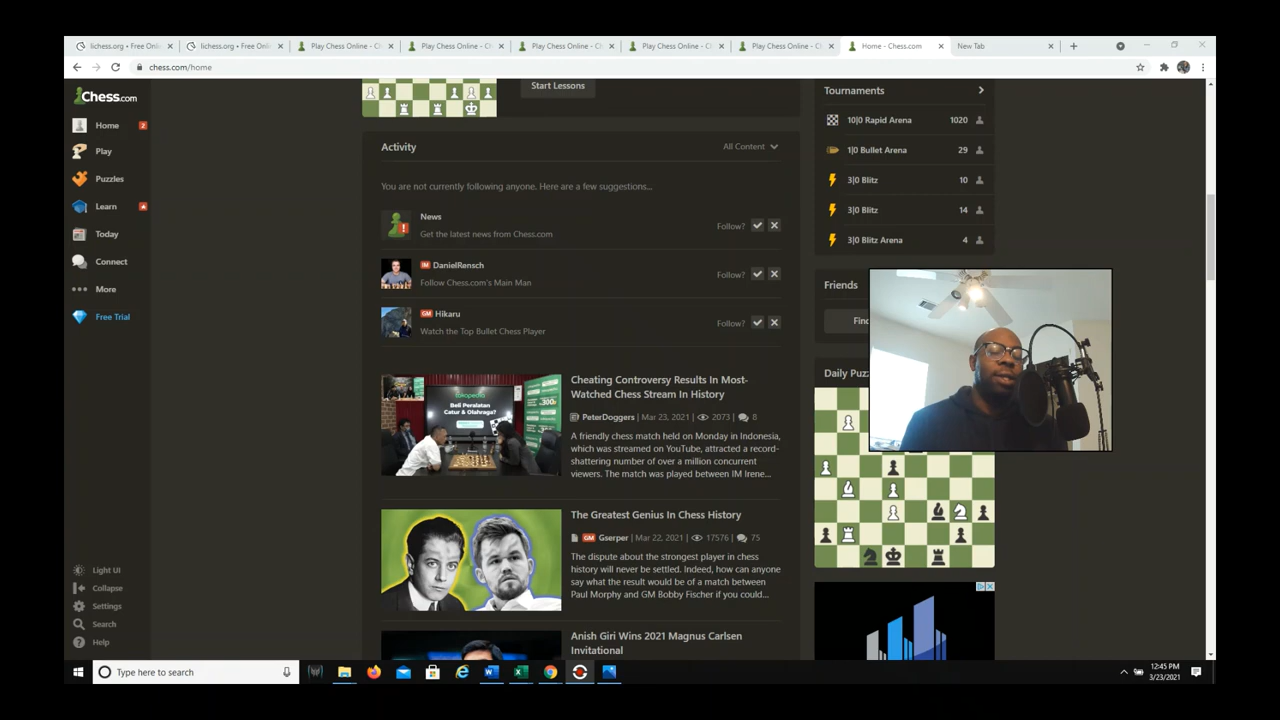 lichess.org • Free Onli
lichess.org • Free Onlin
Play Chess Online - C
Play Chess Online - Ch
Play Chess Online - Ch
Play Chess Online - C
Play Chess Online - Ch
Home - Chess.com
New Tab
chess.com/home
Chess.com
Home 2
Play
Puzzles
Learn
Today
Connect
More
Free Trial
Light UI
Collapse
Settings
Search
Help
Start Lessons
Activity
All Content
You are not currently following anyone. Here are a few suggestions...
News
Get the latest news from Chess.com
Follow?
IM DanielRensch
Follow Chess.com's Main Man
Follow?
GM Hikaru
Watch the Top Bullet Chess Player
Follow?
Beli Peralatan
Catur & Olahraga?
Cheating Controversy Results In Most-
Watched Chess Stream In History
PeterDoggers | Mar 23, 2021 | 2073 | 8
A friendly chess match held on Monday in Indonesia,
which was streamed on YouTube, attracted a record-
shattering number of over a million concurrent
viewers. The match was played between IM Irene...
The Greatest Genius In Chess History
GM Gserper | Mar 22, 2021 | 17576 | 75
The dispute about the strongest player in chess
history will never be settled. Indeed, how can anyone
say what the result would be of a match between
Paul Morphy and GM Bobby Fischer if you could...
Anish Giri Wins 2021 Magnus Carlsen
Invitational
Tournaments
10|0 Rapid Arena 1020
1|0 Bullet Arena 29
3|0 Blitz 10
3|0 Blitz 14
3|0 Blitz Arena 4
Friends
Find
Daily Puz
Type here to search
12:45 PM
3/23/2021